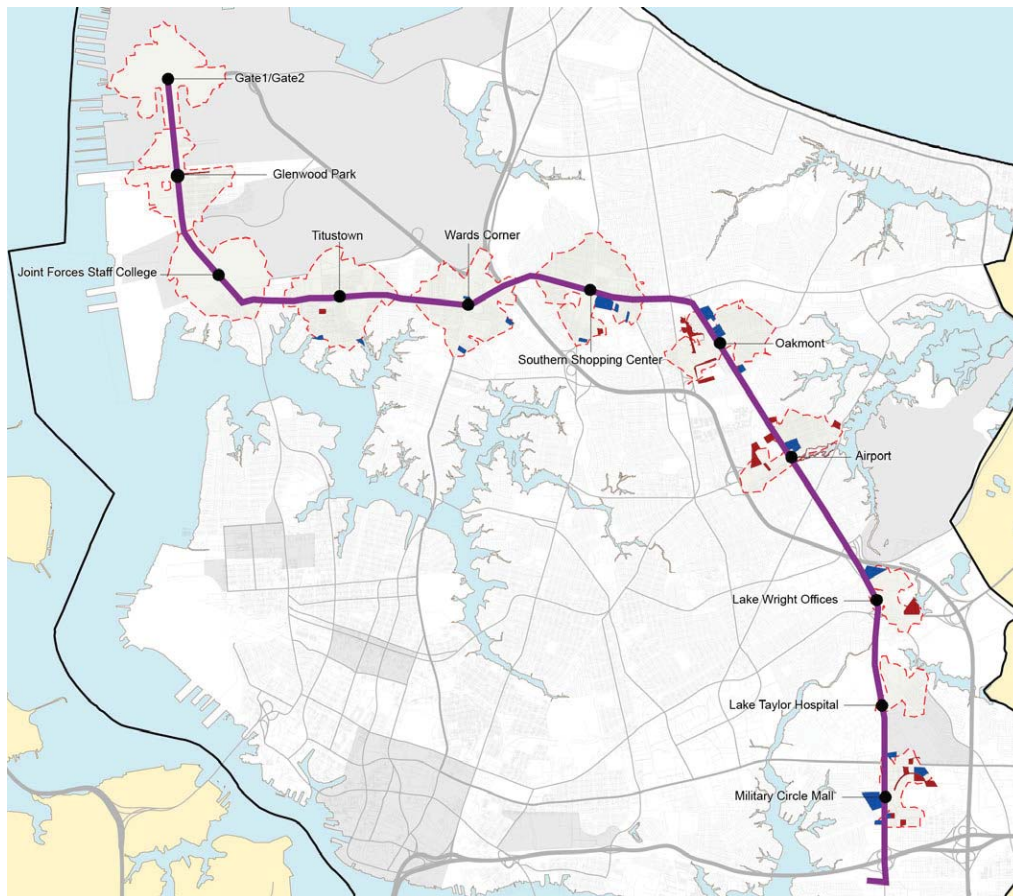 Gate1/Gate2
Glenwood Park
Titustown
Wards Corner
Joint Forces Staff College
Southern Shopping Center
Oakmont
Airport
Lake Wright Offices
Lake Taylor Hospital
Military Circle Mall